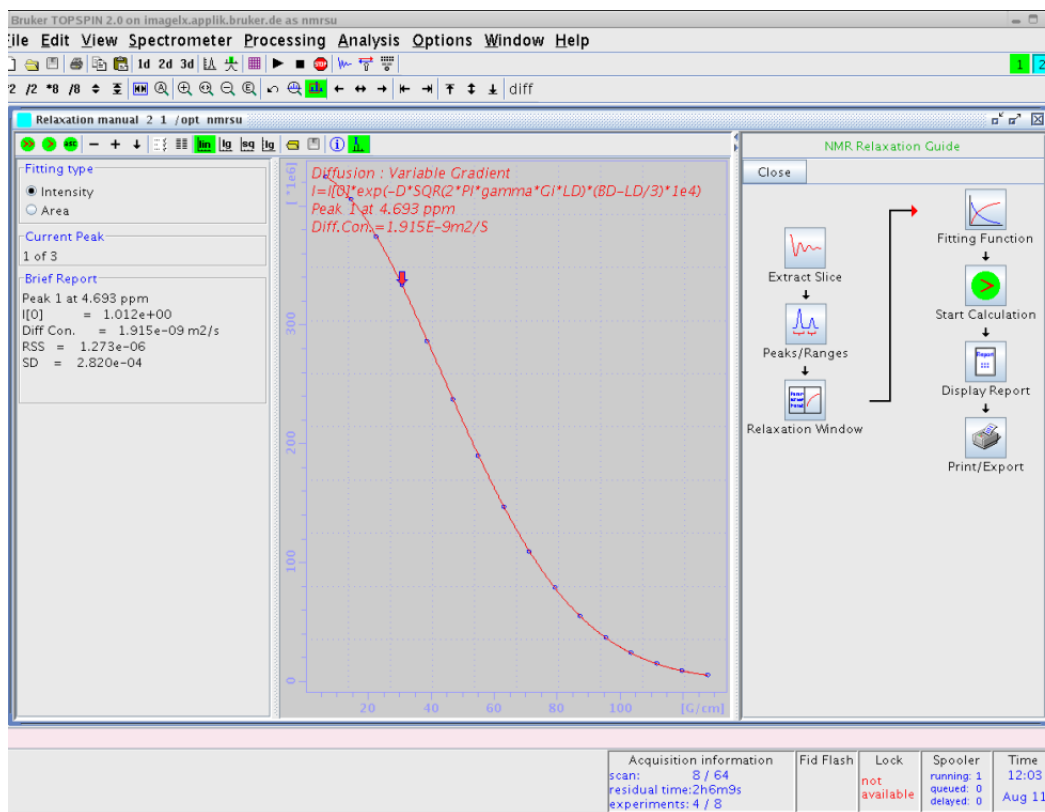 Bruker TOPSPIN 2.0 on imagelx.applik.bruker.de as nmrsu
File Edit View Spectrometer Processing Analysis Options Window Help
1d 2d 3d
1 2
*2 /2 *8 /8 diff
Relaxation manual 2 1 /opt nmrsu
lin lg sq lg
Fitting type
Intensity
Area
Current Peak
1 of 3
Brief Report
Peak 1 at 4.693 ppm
I[0] = 1.012e+00
Diff Con. = 1.915e-09 m2/s
RSS = 1.273e-06
SD = 2.820e-04
[ *1e6]
Diffusion : Variable Gradient
I=I[0]*exp(-D*SQR(2*PI*gamma*Gi*LD)*(BD-LD/3)*1e4)
Peak 1 at 4.693 ppm
Diff.Con.=1.915E-9m2/S
300
200
100
0
20 40 60 80 100 [G/cm]
NMR Relaxation Guide
Close
Extract Slice
Peaks/Ranges
Relaxation Window
Fitting Function
Start Calculation
Report
Display Report
Print/Export
Acquisition information
scan: 8 / 64
residual time:2h6m9s
experiments: 4 / 8
Fid Flash
Lock
not
available
Spooler
running: 1
queued: 0
delayed: 0
Time
12:03
Aug 11